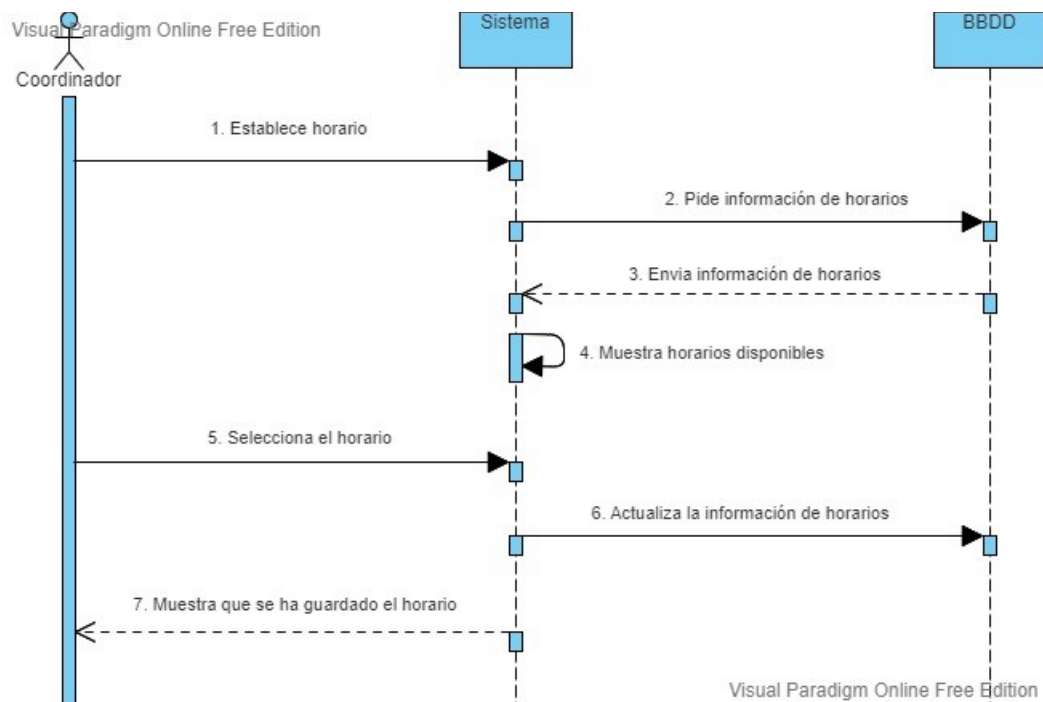 Visual Paradigm Online Free Edition
Sistema
BBDD
Coordinador
1. Establece horario
2. Pide información de horarios
3. Envia información de horarios
4. Muestra horarios disponibles
5. Selecciona el horario
6. Actualiza la información de horarios
7. Muestra que se ha guardado el horario
Visual Paradigm Online Free Edition